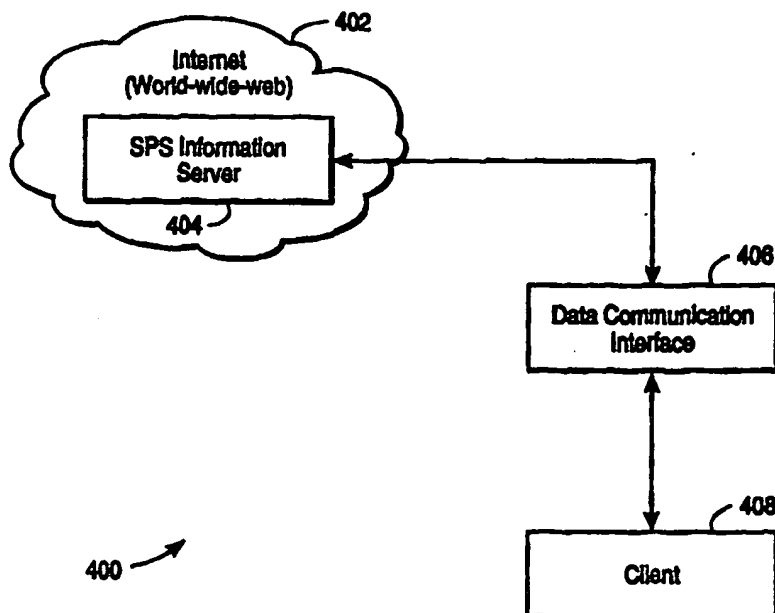 402
Internet
(World-wide-web)
SPS Information
Server
404
406
Data Communication
Interface
408
Client
400